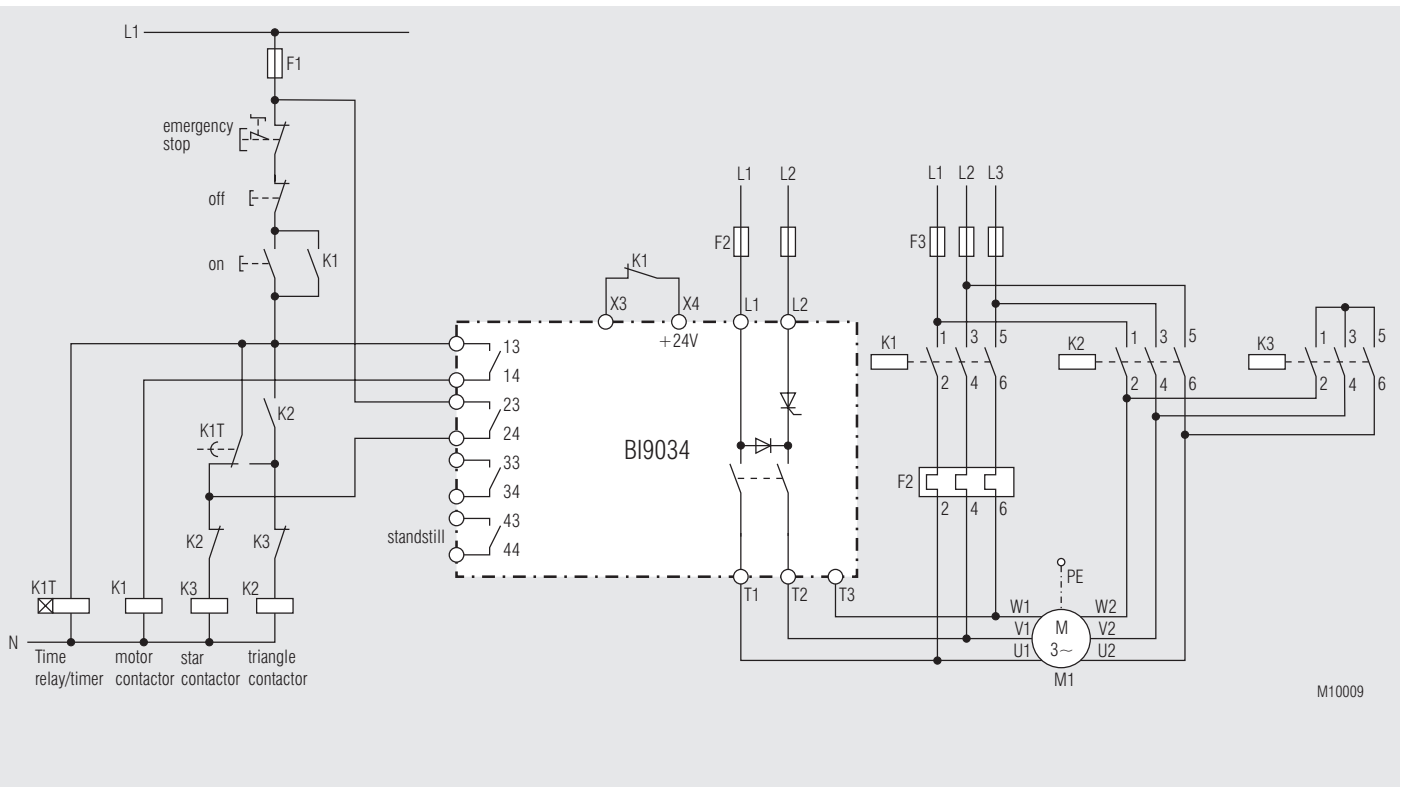 L1
F1
emergency
stop
off
on
K1
K1T
K2
K2
K3
K1T
K1
K3
K2
N
Time
relay/timer
motor
contactor
star
contactor
triangle
contactor
K1
X3
X4
+24V
L1
L2
F2
L1
L2
13
14
23
24
33
34
43
44
standstill
BI9034
T1
T2
T3
L1
L2
L3
F3
K1
1
3
5
2
4
6
K2
1
3
5
2
4
6
K3
1
3
5
2
4
6
F2
2
4
6
PE
W1
V1
U1
M
3~
W2
V2
U2
M1
M10009